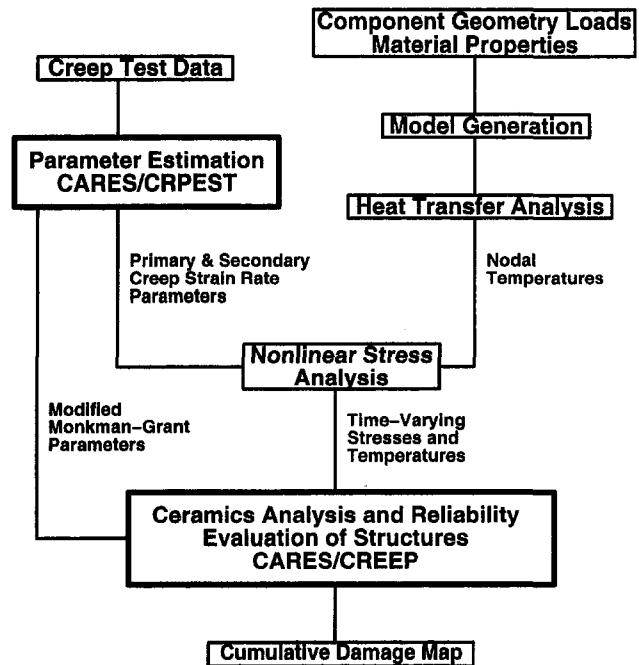 Component Geometry Loads
Material Properties
Creep Test Data
Model Generation
Parameter Estimation
CARES/CRPEST
Heat Transfer Analysis
Primary & Secondary
Creep Strain Rate
Parameters
Nodal
Temperatures
Nonlinear Stress
Analysis
Modified
Monkman–Grant
Parameters
Time–Varying
Stresses and
Temperatures
Ceramics Analysis and Reliability
Evaluation of Structures
CARES/CREEP
Cumulative Damage Map